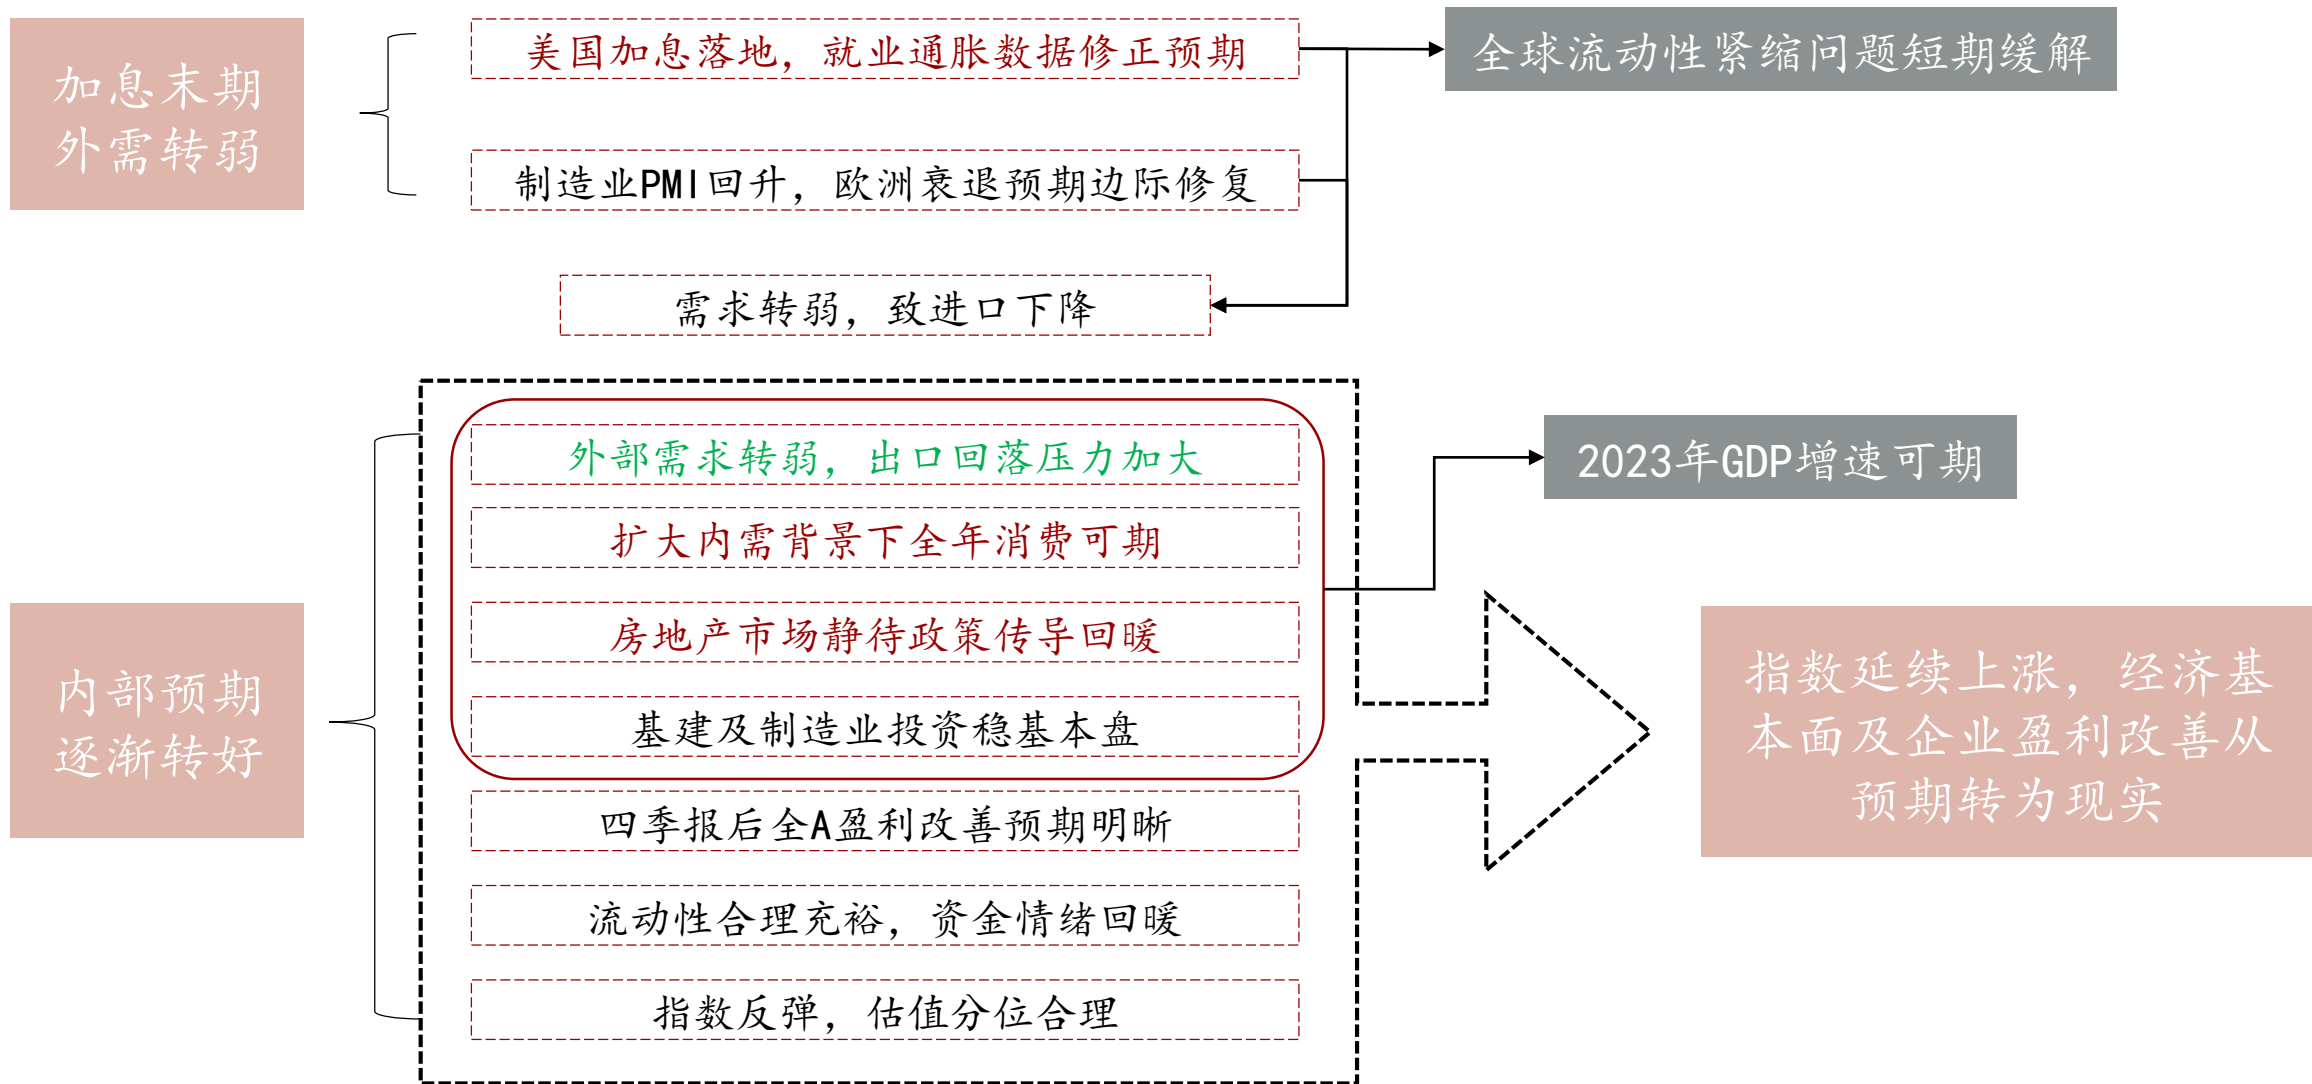 加息末期
外需转弱
美国加息落地，就业通胀数据修正预期
全球流动性紧缩问题短期缓解
制造业PMI回升，欧洲衰退预期边际修复
需求转弱，致进口下降
内部预期
逐渐转好
外部需求转弱，出口回落压力加大
扩大内需背景下全年消费可期
房地产市场静待政策传导回暖
基建及制造业投资稳基本盘
四季报后全A盈利改善预期明晰
流动性合理充裕，资金情绪回暖
指数反弹，估值分位合理
2023年GDP增速可期
指数延续上涨，经济基
本面及企业盈利改善从
预期转为现实